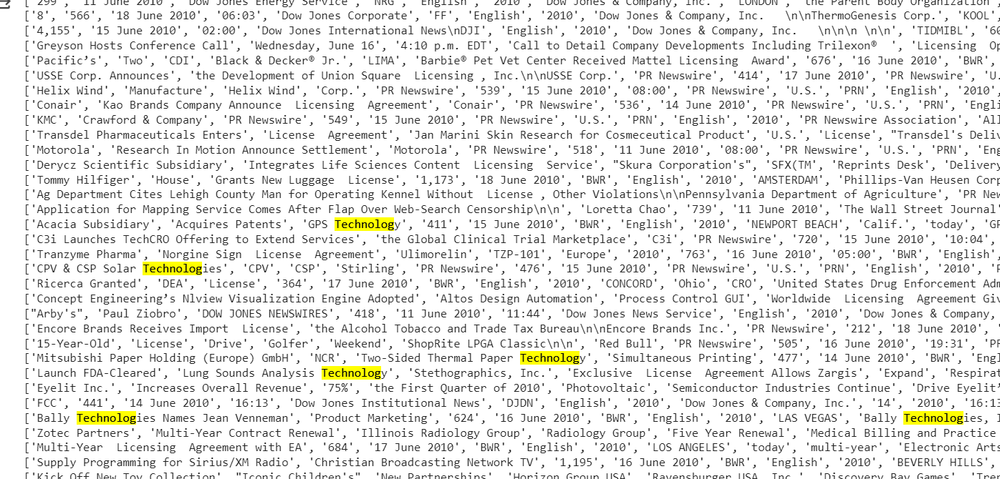 ['299', '11 June 2010', 'Dow Jones Energy Service', 'NRG', 'English', '2010', 'Dow Jones & Company, Inc.', 'LONDON', 'the Parent Body Organization
['8', '566', '18 June 2010', '06:03', 'Dow Jones Corporate', 'FF', 'English', '2010', 'Dow Jones & Company, Inc.   \n\nThermoGenesis Corp.', 'KOOL',
['4,155', '15 June 2010', '02:00', 'Dow Jones International News\nDJI', 'English', '2010', 'Dow Jones & Company, Inc.   \n\n\n \n\n', 'TIDMIBL', '60
['Greyson Hosts Conference Call', 'Wednesday, June 16', '4:10 p.m. EDT', 'Call to Detail Company Developments Including Trilexon®  ', 'Licensing  Op
['Pacific’s', 'Two', 'CDI', 'Black & Decker® Jr.', 'LIMA', 'Barbie® Pet Vet Center Received Mattel Licensing  Award', '676', '16 June 2010', 'BWR',
['USSE Corp. Announces', 'the Development of Union Square  Licensing , Inc.\n\nUSSE Corp.', 'PR Newswire', '414', '17 June 2010', 'PR Newswire', 'U.
['Helix Wind', 'Manufacture', 'Helix Wind', 'Corp.', 'PR Newswire', '539', '15 June 2010', '08:00', 'PR Newswire', 'U.S.', 'PRN', 'English', '2010'
['Conair', 'Kao Brands Company Announce  Licensing  Agreement', 'Conair', 'PR Newswire', '536', '14 June 2010', 'PR Newswire', 'U.S.', 'PRN', 'Engli
['KMC', 'Crawford & Company', 'PR Newswire', '549', '15 June 2010', 'PR Newswire', 'U.S.', 'PRN', 'English', '2010', 'PR Newswire Association', 'All
['Transdel Pharmaceuticals Enters', 'License  Agreement', 'Jan Marini Skin Research for Cosmeceutical Product', 'U.S.', 'License', "Transdel's Deliv
['Motorola', 'Research In Motion Announce Settlement', 'Motorola', 'PR Newswire', '518', '11 June 2010', '08:00', 'PR Newswire', 'U.S.', 'PRN', 'Eng
['Derycz Scientific Subsidiary', 'Integrates Life Sciences Content  Licensing  Service', "Skura Corporation's", 'SFX(TM', 'Reprints Desk', 'Delivery
['Tommy Hilfiger', 'House', 'Grants New Luggage  License', '1,173', '18 June 2010', 'BWR', 'English', '2010', 'AMSTERDAM', 'Phillips-Van Heusen Corp
['Ag Department Cites Lehigh County Man for Operating Kennel Without  License , Other Violations\n\nPennsylvania Department of Agriculture', 'PR New
['Application for Mapping Service Comes After Flap Over Web-Search Censorship\n\n', 'Loretta Chao', '739', '11 June 2010', 'The Wall Street Journal'
['Acacia Subsidiary', 'Acquires Patents', 'GPS Technology', '411', '15 June 2010', 'BWR', 'English', '2010', 'NEWPORT BEACH', 'Calif.', 'today', 'GP
['C3i Launches TechCRO Offering to Extend Services', 'the Global Clinical Trial Marketplace', 'C3i', 'PR Newswire', '720', '15 June 2010', '10:04',
['Tranzyme Pharma', 'Norgine Sign  License  Agreement', 'Ulimorelin', 'TZP-101', 'Europe', '2010', '763', '16 June 2010', '05:00', 'BWR', 'English',
['CPV & CSP Solar Technologies', 'CPV', 'CSP', 'Stirling', 'PR Newswire', '476', '15 June 2010', 'PR Newswire', 'U.S.', 'PRN', 'English', '2010', 'P
['Ricerca Granted', 'DEA', 'License', '364', '17 June 2010', 'BWR', 'English', '2010', 'CONCORD', 'Ohio', 'CRO', 'United States Drug Enforcement Adm
['Concept Engineering’s Nlview Visualization Engine Adopted', 'Altos Design Automation', 'Process Control GUI', 'Worldwide  Licensing  Agreement Giv
["Arby's", 'Paul Ziobro', 'DOW JONES NEWSWIRES', '418', '11 June 2010', '11:44', 'Dow Jones News Service', 'English', '2010', 'Dow Jones & Company,
['Encore Brands Receives Import  License', 'the Alcohol Tobacco and Trade Tax Bureau\n\nEncore Brands Inc.', 'PR Newswire', '212', '18 June 2010', '
['15-Year-Old', 'License', 'Drive', 'Golfer', 'Weekend', 'ShopRite LPGA Classic\n\n', 'Red Bull', 'PR Newswire', '505', '16 June 2010', '19:31', 'PR
['Mitsubishi Paper Holding (Europe) GmbH', 'NCR', 'Two-Sided Thermal Paper Technology', 'Simultaneous Printing', '477', '14 June 2010', 'BWR', 'Engl
['Launch FDA-Cleared', 'Lung Sounds Analysis Technology', 'Stethographics, Inc.', 'Exclusive  License  Agreement Allows Zargis', 'Expand', 'Respirat
['Eyelit Inc.', 'Increases Overall Revenue', '75%', 'the First Quarter of 2010', 'Photovoltaic', 'Semiconductor Industries Continue', 'Drive Eyelit’
['FCC', '441', '14 June 2010', '16:13', 'Dow Jones Institutional News', 'DJDN', 'English', '2010', 'Dow Jones & Company, Inc.', '14', '2010', '16:13
['Bally Technologies Names Jean Venneman', 'Product Marketing', '624', '16 June 2010', 'BWR', 'English', '2010', 'LAS VEGAS', 'Bally Technologies, I
['Zotec Partners', 'Multi-Year Contract Renewal', 'Illinois Radiology Group', 'Radiology Group', 'Five Year Renewal', 'Medical Billing and Practice
['Multi-Year  Licensing  Agreement with EA', '684', '17 June 2010', 'BWR', 'English', '2010', 'LOS ANGELES', 'today', 'multi-year', 'Electronic Arts
['Supply Programming for Sirius/XM Radio', 'Christian Broadcasting Network TV', '1,195', '16 June 2010', 'BWR', 'English', '2010', 'BEVERLY HILLS',
['Kick Off New Toy Collection', "Iconic Children's", 'New Partnerships', 'Horizon Group USA', 'Ravensburger USA, Inc.', 'Discovery Bay Games',